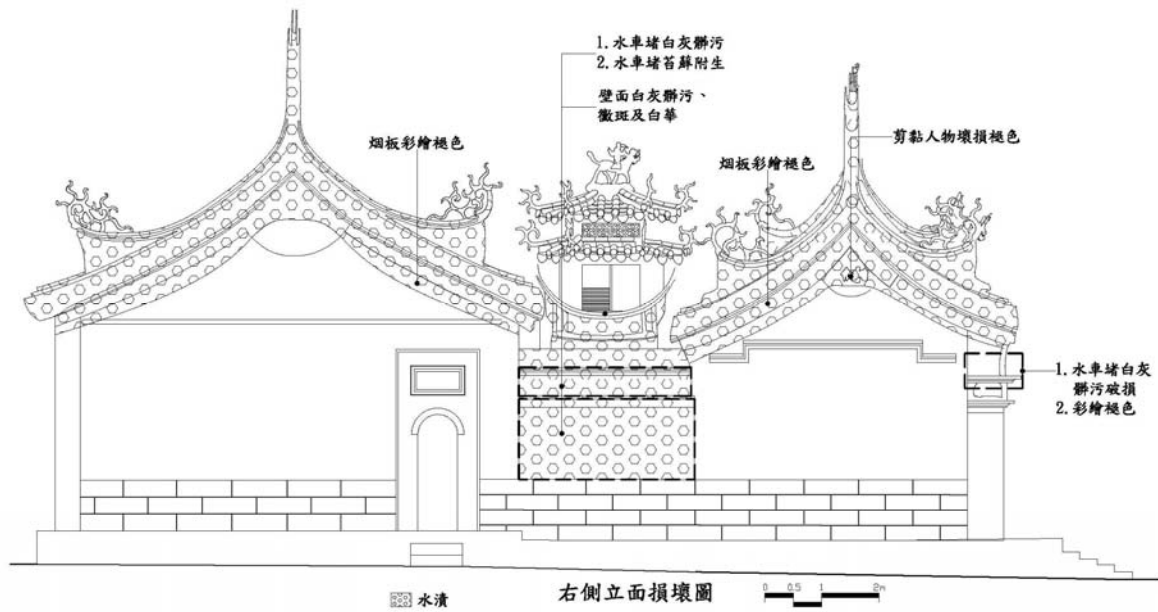 1. 水車堵白灰髒污
2. 水車堵苔蘚附生
壁面白灰髒污、
黴斑及白華
烟板彩繪褪色
烟板彩繪褪色
剪黏人物壞損褪色
1. 水車堵白灰
髒污破損
2. 彩繪褪色
水漬
右側立面損壞圖
0 0.5 1 2m